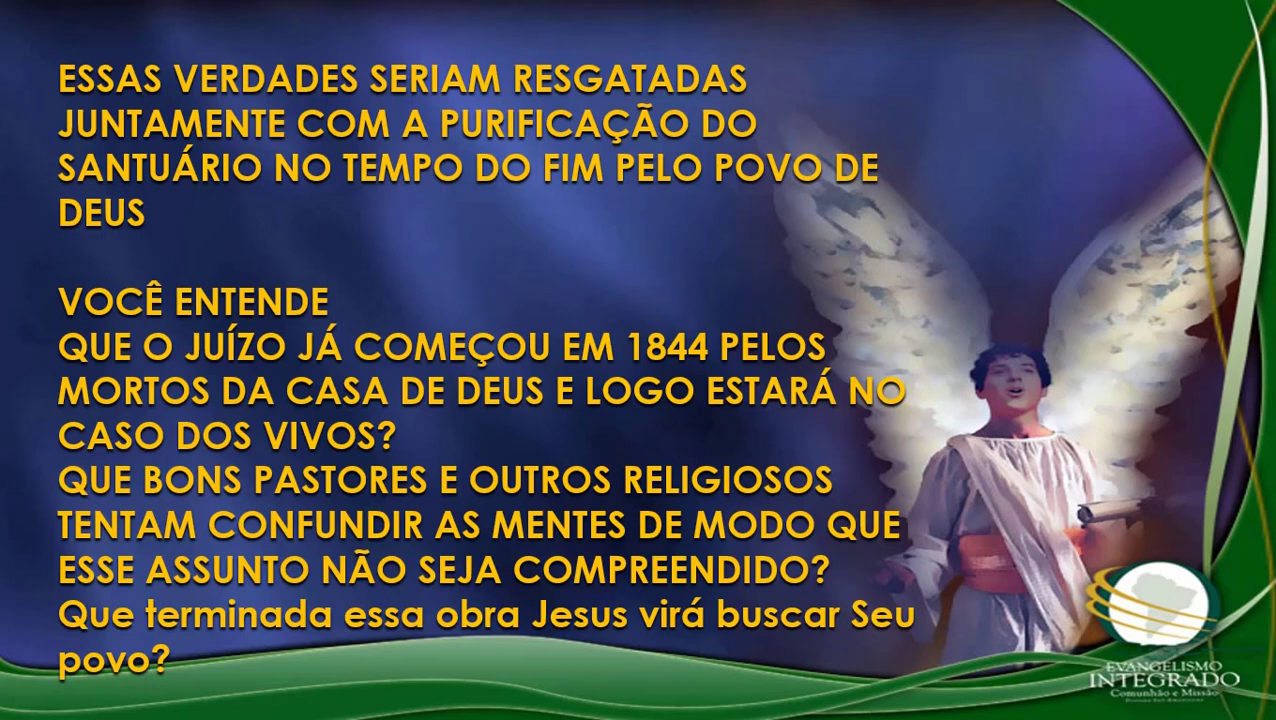 ESSAS VERDADES SERIAM RESGATADAS
JUNTAMENTE COM A PURIFICAÇÃO DO
SANTUÁRIO NO TEMPO DO FIM PELO POVO DE
DEUS
VOCÊ ENTENDE
QUE O JUÍZO JÁ COMEÇOU EM 1844 PELOS
MORTOS DA CASA DE DEUS E LOGO ESTARÁ NO
CASO DOS VIVOS?
QUE BONS PASTORES E OUTROS RELIGIOSOS
TENTAM CONFUNDIR AS MENTES DE MODO QUE
ESSE ASSUNTO NÃO SEJA COMPREENDIDO?
Que terminada essa obra Jesus virá buscar Seu
povo?
EVANGELISMO
INTEGRADO
Comunhão e Missão